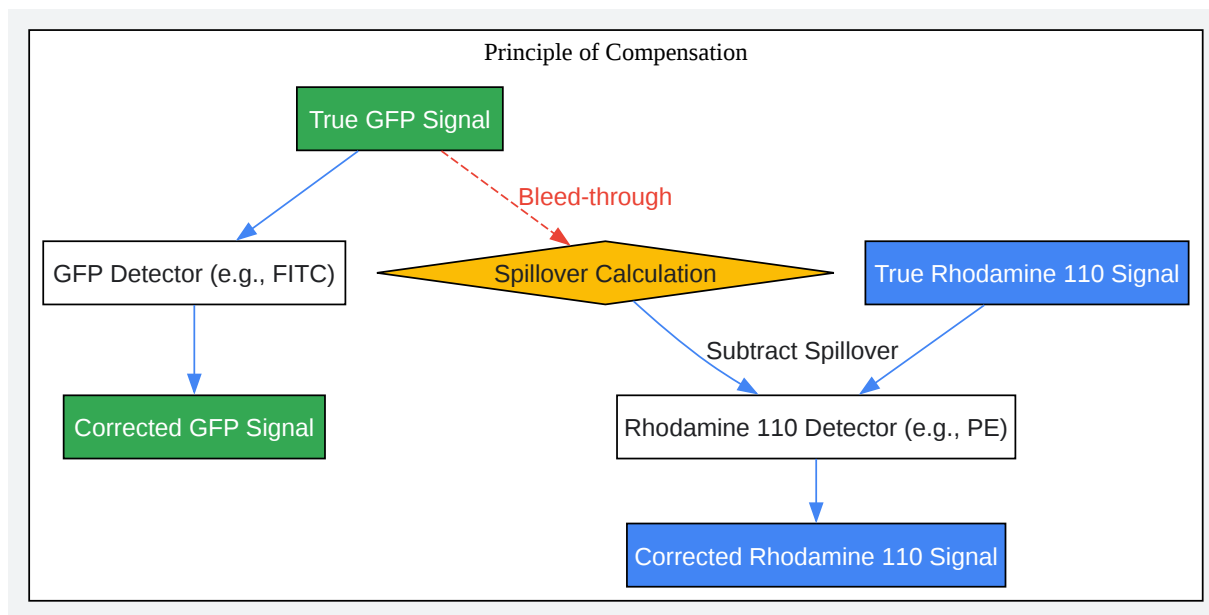 Principle of Compensation
True GFP Signal
Bleed-through
GFP Detector (e.g., FITC)
Spillover Calculation
True Rhodamine 110 Signal
Subtract Spillover
Corrected GFP Signal
Rhodamine 110 Detector (e.g., PE)
Corrected Rhodamine 110 Signal